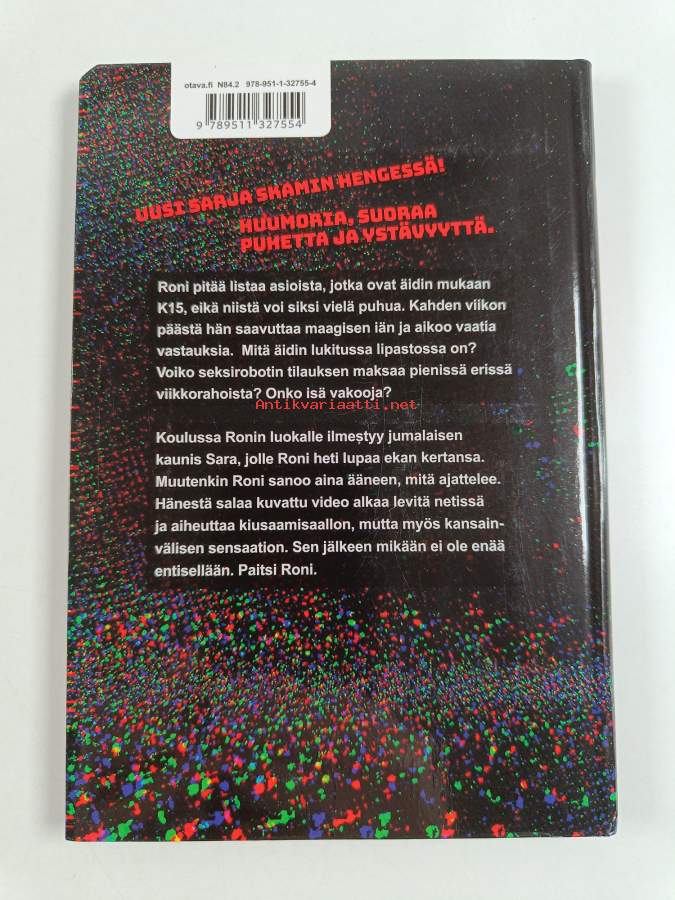 otava.fi N84.2 978-951-1-32755-4
9 789511 327554
UUSI SARJA SKAMIN HENGESSÄ!
HUUMORIA, SUORAA
PUHETTA JA YSTÄVYYTTÄ.
Roni pitää listaa asioista, jotka ovat äidin mukaan
K15, eikä niistä voi siksi vielä puhua. Kahden viikon
päästä hän saavuttaa maagisen iän ja aikoo vaatia
vastauksia. Mitä äidin lukitussa lipastossa on?
Voiko seksirobotin tilauksen maksaa pienissä erissä
viikkorahoista? Onko isä vakooja?
Antikvariaatti.net
Koulussa Ronin luokalle ilmestyy jumalaisen
kaunis Sara, jolle Roni heti lupaa ekan kertansa.
Muutenkin Roni sanoo aina ääneen, mitä ajattelee.
Hänestä salaa kuvattu video alkaa levitä netissä
ja aiheuttaa kiusaamisaallon, mutta myös kansain-
välisen sensaation. Sen jälkeen mikään ei ole enää
entisellään. Paitsi Roni.